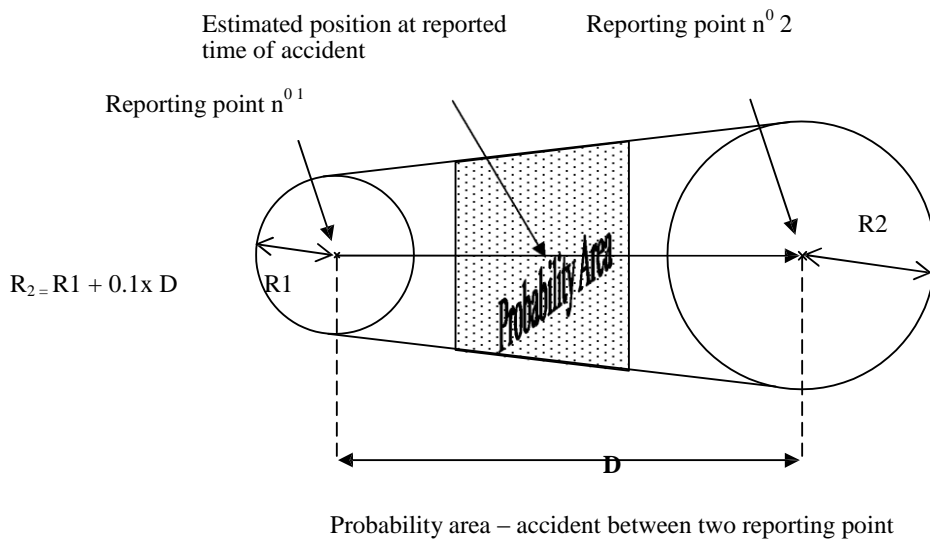 Estimated position at reported
time of accident
Reporting point n⁰ 2
Reporting point n⁰ ¹
R2
R₂ ₌ R1 + 0.1x D
R1
Probability Area
D
Probability area – accident between two reporting point